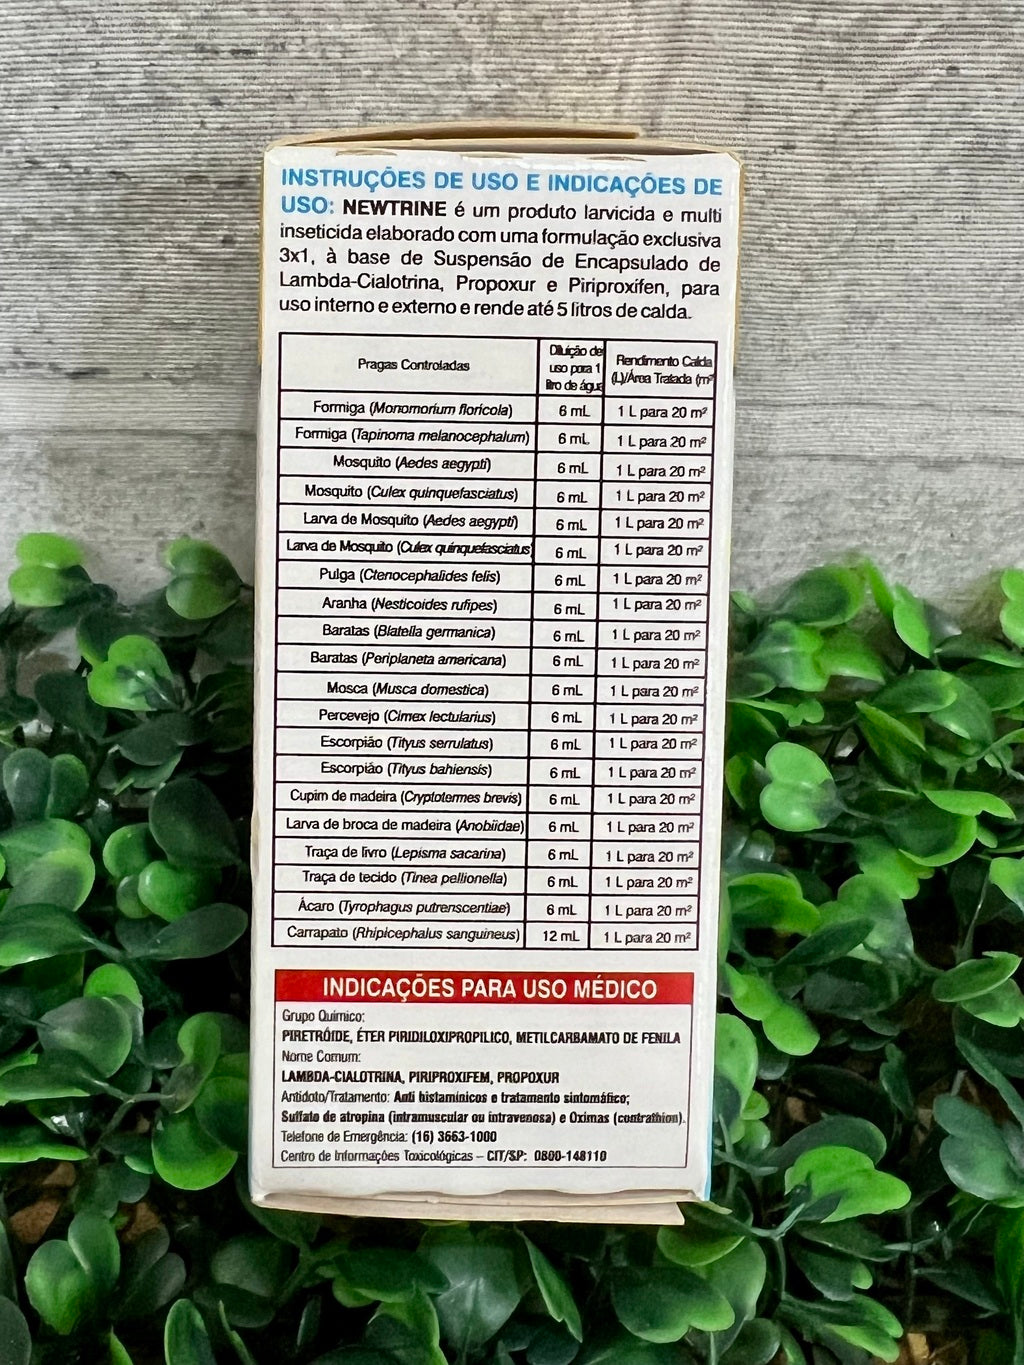 INSTRUÇÕES DE USO E INDICAÇÕES DE
USO: NEWTRINE é um produto larvicida e multi
inseticida elaborado com uma formulação exclusiva
3x1, à base de Suspensão de Encapsulado de
Lambda-Cialotrina, Propoxur e Piriproxifen, para
uso interno e externo e rende até 5 litros de calda.
Pragas Controladas Diluição de uso para 1 litro de água Rendimento Calda (L)/Área Tratada (m²
Formiga (Monomorium floricola) 6 mL 1 L para 20 m²
Formiga (Tapinoma melanocephalum) 6 mL 1 L para 20 m²
Mosquito (Aedes aegypti) 6 mL 1 L para 20 m²
Mosquito (Culex quinquefasciatus) 6 mL 1 L para 20 m²
Larva de Mosquito (Aedes aegypti) 6 mL 1 L para 20 m²
Larva de Mosquito (Culex quinquefasciatus) 6 mL 1 L para 20 m²
Pulga (Ctenocephalides felis) 6 mL 1 L para 20 m²
Aranha (Nesticoides rufipes) 6 mL 1 L para 20 m²
Baratas (Blatella germanica) 6 mL 1 L para 20 m²
Baratas (Periplaneta americana) 6 mL 1 L para 20 m²
Mosca (Musca domestica) 6 mL 1 L para 20 m²
Percevejo (Cimex lectularius) 6 mL 1 L para 20 m²
Escorpião (Tityus serrulatus) 6 mL 1 L para 20 m²
Escorpião (Tityus bahiensis) 6 mL 1 L para 20 m²
Cupim de madeira (Cryptotermes brevis) 6 mL 1 L para 20 m²
Larva de broca de madeira (Anobiidae) 6 mL 1 L para 20 m²
Traça de livro (Lepisma sacarina) 6 mL 1 L para 20 m²
Traça de tecido (Tinea pellionella) 6 mL 1 L para 20 m²
Ácaro (Tyrophagus putrenscentiae) 6 mL 1 L para 20 m²
Carrapato (Rhipicephalus sanguineus) 12 mL 1 L para 20 m²
INDICAÇÕES PARA USO MÉDICO
Grupo Químico:
PIRETRÓIDE, ÉTER PIRIDILOXIPROPILICO, METILCARBAMATO DE FENILA
Nome Comum:
LAMBDA-CIALOTRINA, PIRIPROXIFEM, PROPOXUR
Antídoto/Tratamento: Anti histamínicos e tratamento sintomático;
Sulfato de atropina (intramuscular ou intravenosa) e Oximas (contrathion).
Telefone de Emergência: (16) 3663-1000
Centro de Informações Toxicológicas – CIT/SP: 0800-148110